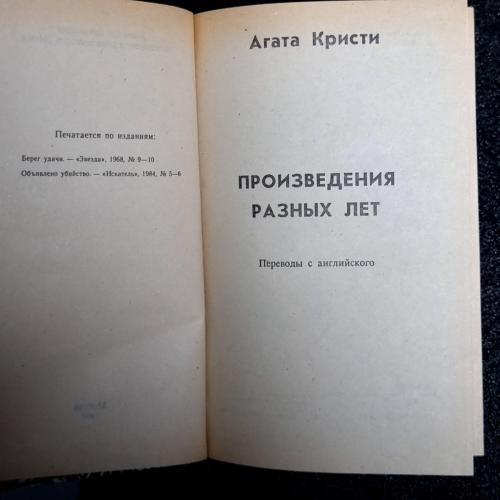 Печатается по изданиям:
Берег удачи. — «Звезда», 1968, № 9—10
Объявлено убийство. — «Искатель», 1984, № 5—6
Агата Кристи
ПРОИЗВЕДЕНИЯ
РАЗНЫХ ЛЕТ
Переводы с английского